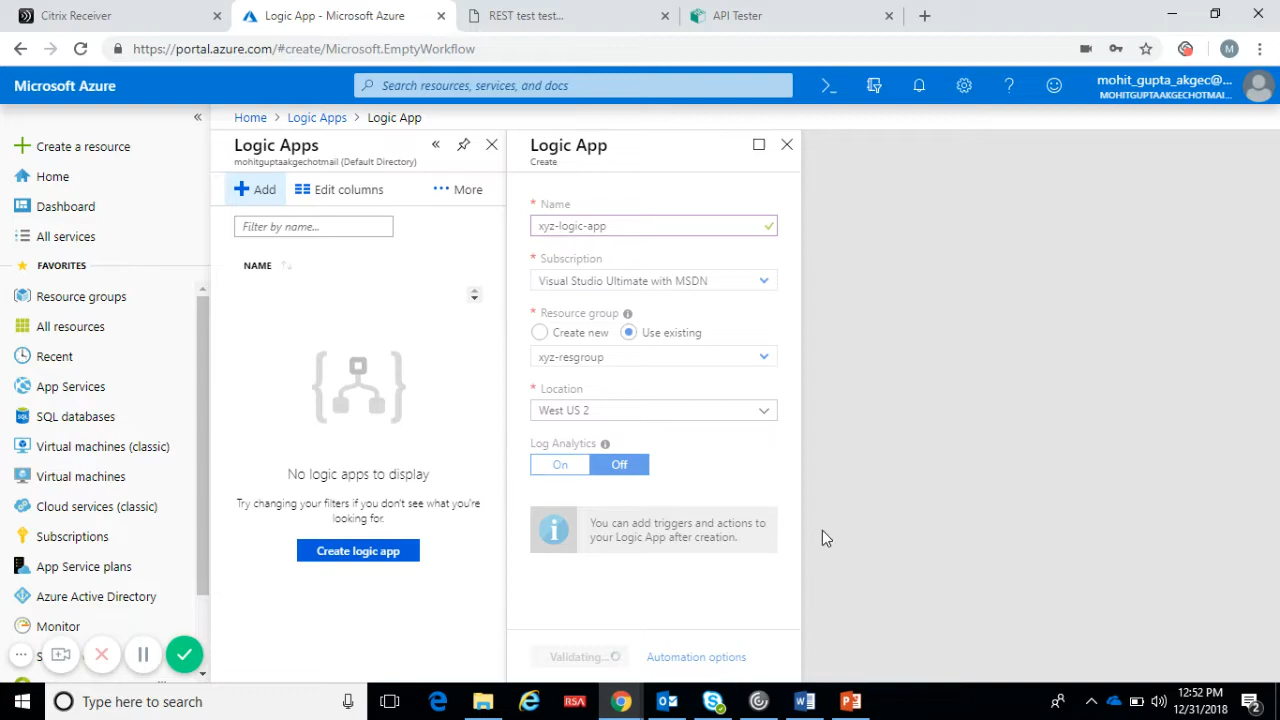 Citrix Receiver
Logic App - Microsoft Azure
REST test test...
API Tester
https://portal.azure.com/#create/Microsoft.EmptyWorkflow
M
Microsoft Azure
Search resources, services, and docs
mohit_gupta_akgec@...
MOHITGUPTAAKGECHOTMAI...
Home
Logic Apps
Logic App
Create a resource
Home
Dashboard
All services
FAVORITES
Resource groups
All resources
Recent
App Services
SQL databases
Virtual machines (classic)
Virtual machines
Cloud services (classic)
Subscriptions
App Service plans
Azure Active Directory
Monitor
Logic Apps
mohitguptaakgechotmail (Default Directory)
Add
Edit columns
More
Filter by name...
NAME
No logic apps to display
Try changing your filters if you don't see what you're
looking for.
Create logic app
Logic App
Create
* Name
xyz-logic-app
* Subscription
Visual Studio Ultimate with MSDN
* Resource group
Create new
Use existing
xyz-resgroup
* Location
West US 2
Log Analytics
On
Off
You can add triggers and actions to
your Logic App after creation.
Validating...
Automation options
Type here to search
RSA
12:52 PM
12/31/2018
2